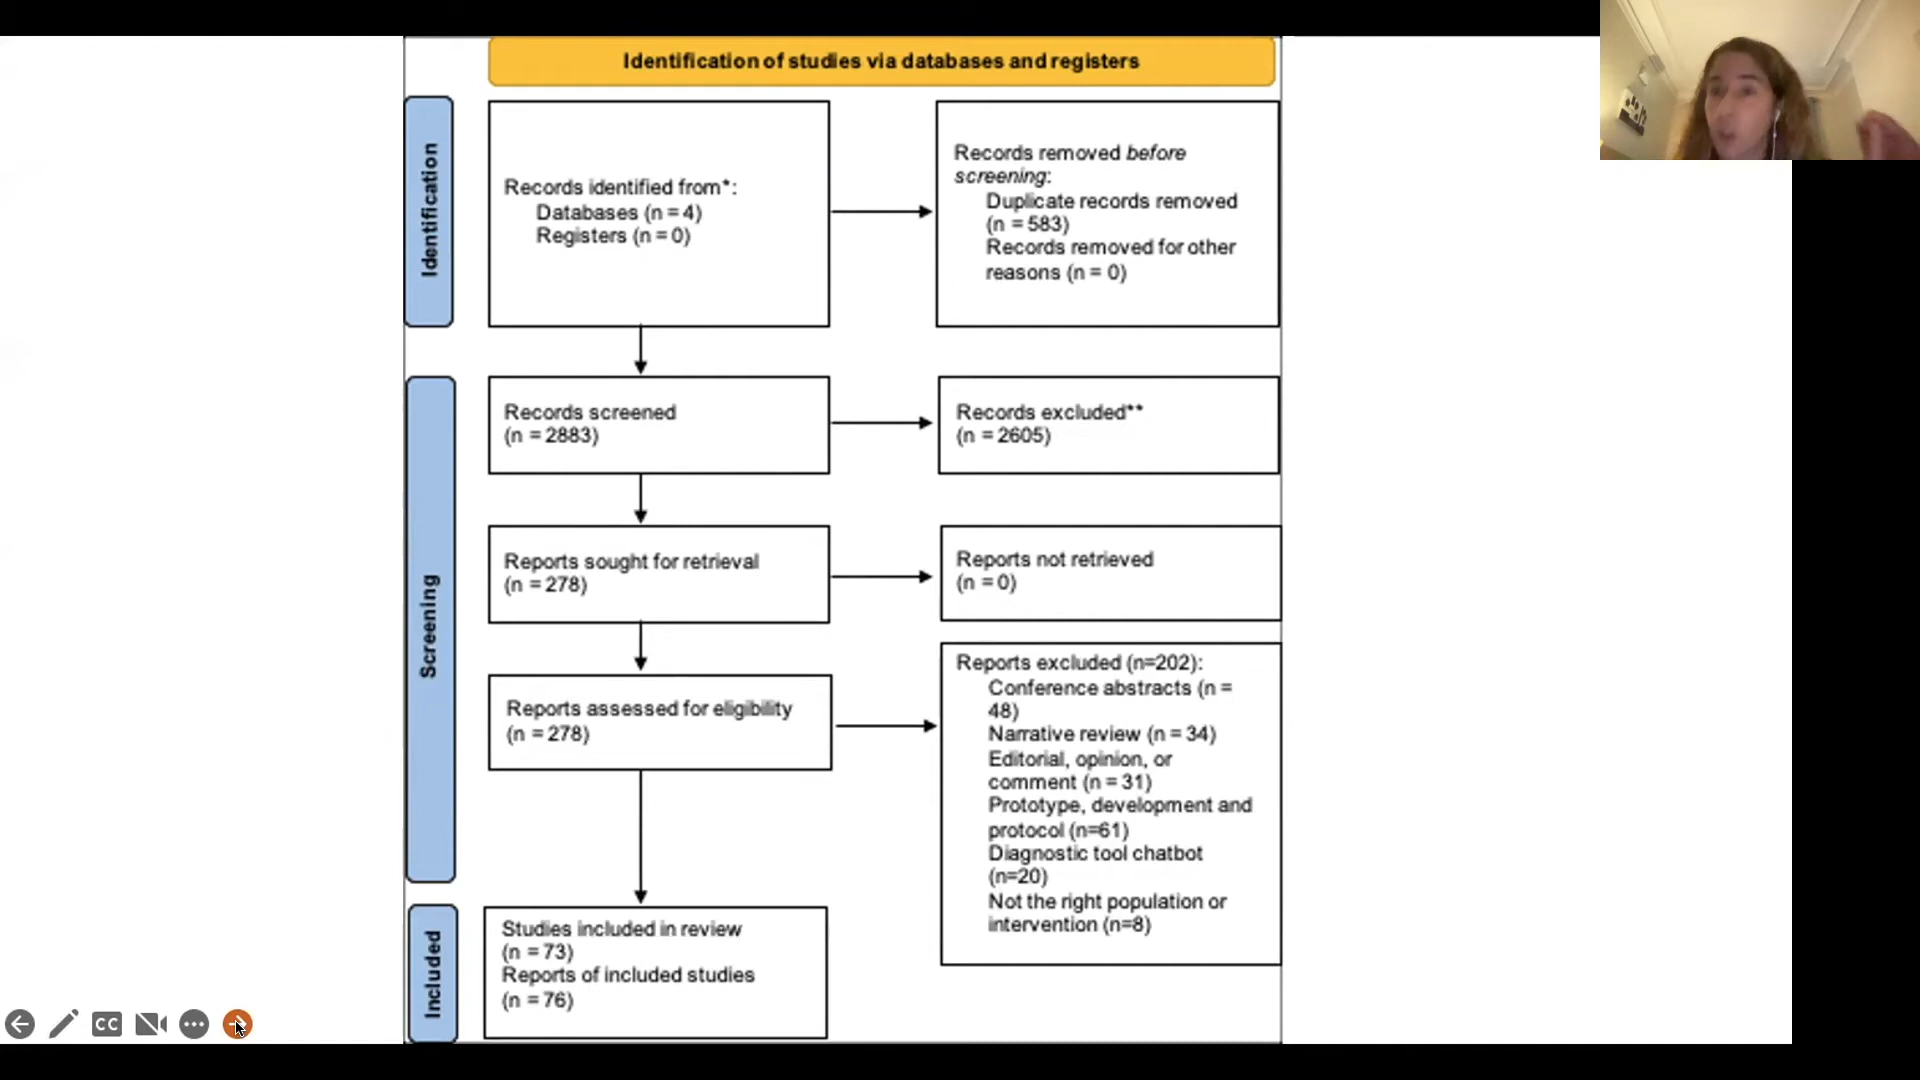 Identification of studies via databases and registers
Identification
Records identified from*:
Databases (n = 4)
Registers (n = 0)
Records removed before
screening:
Duplicate records removed
(n = 583)
Records removed for other
reasons (n = 0)
Screening
Records screened
(n = 2883)
Records excluded**
(n = 2605)
Reports sought for retrieval
(n = 278)
Reports not retrieved
(n = 0)
Reports assessed for eligibility
(n = 278)
Reports excluded (n=202):
Conference abstracts (n =
48)
Narrative review (n = 34)
Editorial, opinion, or
comment (n = 31)
Prototype, development and
protocol (n=61)
Diagnostic tool chatbot
(n=20)
Not the right population or
intervention (n=8)
Included
Studies included in review
(n = 73)
Reports of included studies
(n = 76)
CC